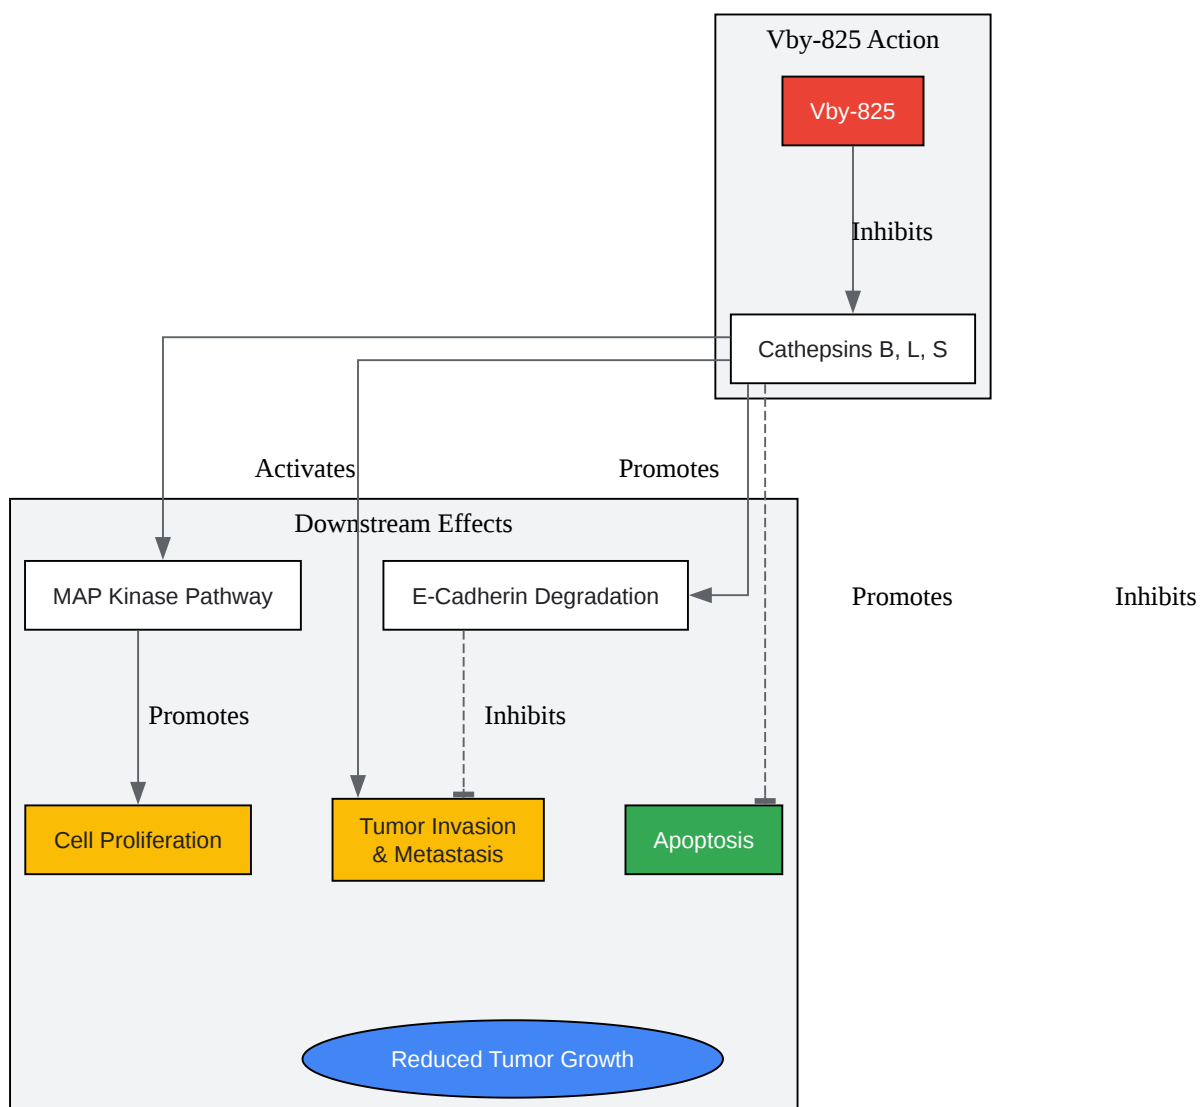 Vby-825 Action
Vby-825
Inhibits
Cathepsins B, L, S
Activates
Promotes
Downstream Effects
MAP Kinase Pathway
E-Cadherin Degradation
Promotes
Inhibits
Promotes
Inhibits
Cell Proliferation
Tumor Invasion
& Metastasis
Apoptosis
Reduced Tumor Growth